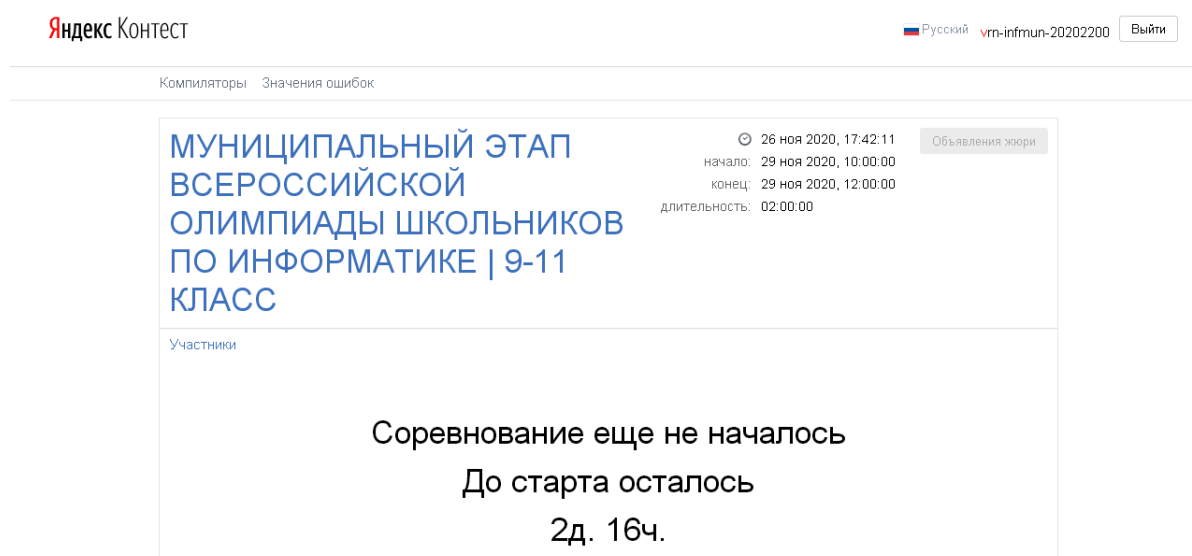 Яндекс Контест
Русский vrn-infmun-20202200 Выйти
Компиляторы Значения ошибок
МУНИЦИПАЛЬНЫЙ ЭТАП
ВСЕРОССИЙСКОЙ
ОЛИМПИАДЫ ШКОЛЬНИКОВ
ПО ИНФОРМАТИКЕ | 9-11
КЛАСС
26 ноя 2020, 17:42:11
начало: 29 ноя 2020, 10:00:00
конец: 29 ноя 2020, 12:00:00
длительность: 02:00:00
Объявления жюри
Участники
Соревнование еще не началось
До старта осталось
2д. 16ч.